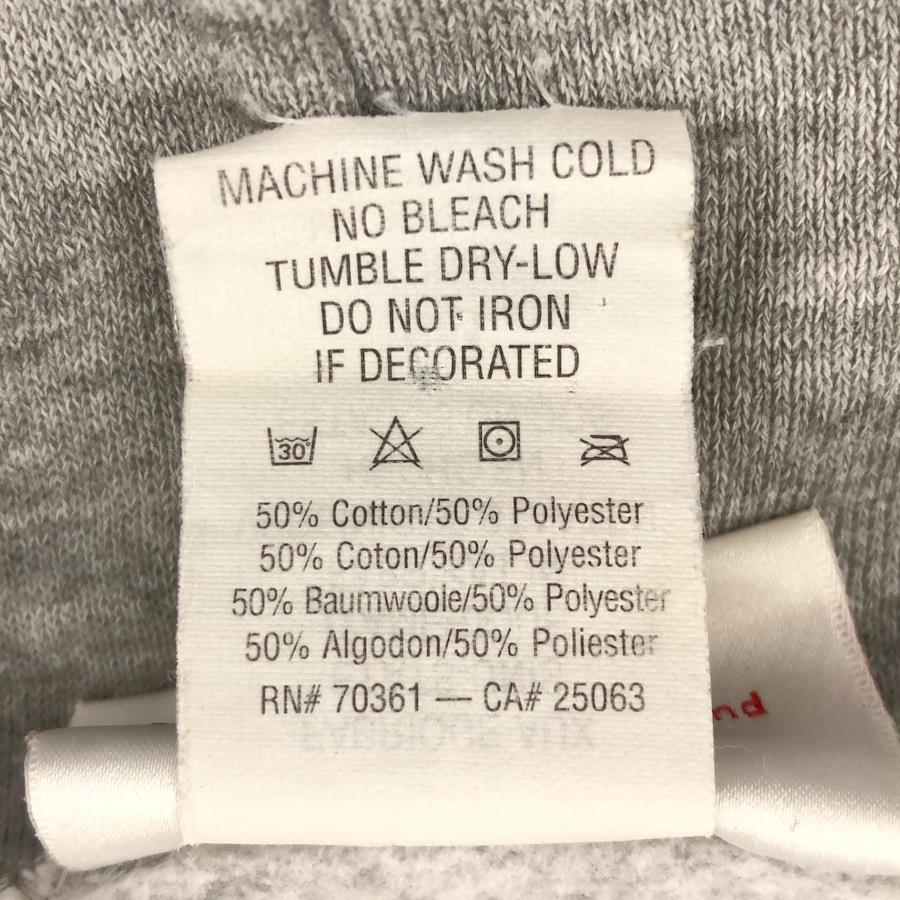 MACHINE WASH COLD
NO BLEACH
TUMBLE DRY-LOW
DO NOT IRON
IF DECORATED
30°
50% Cotton/50% Polyester
50% Coton/50% Polyester
50% Baumwoole/50% Polyester
50% Algodon/50% Poliester
RN# 70361 — CA# 25063